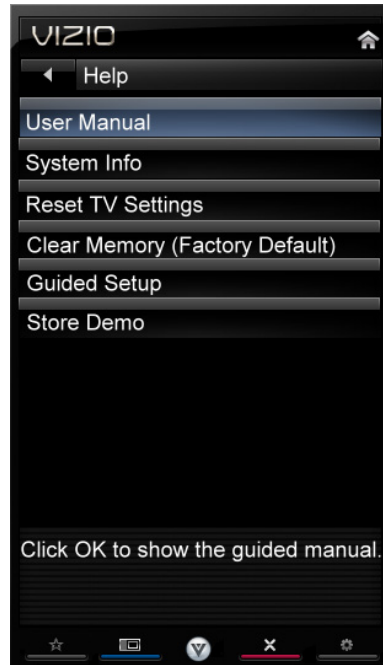 VIZIO
Help
User Manual
System Info
Reset TV Settings
Clear Memory (Factory Default)
Guided Setup
Store Demo
Click OK to show the guided manual.
V